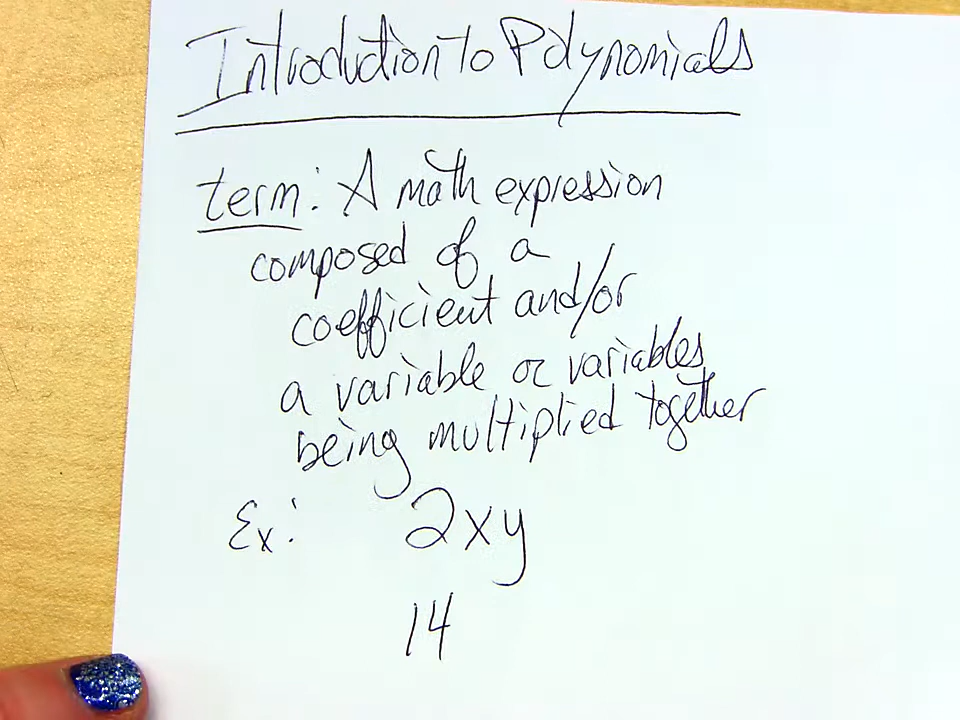 Introduction to Polynomials
term: A math expression
composed of a
coefficient and/or
a variable or variables
being multiplied together
Ex: 2xy
14